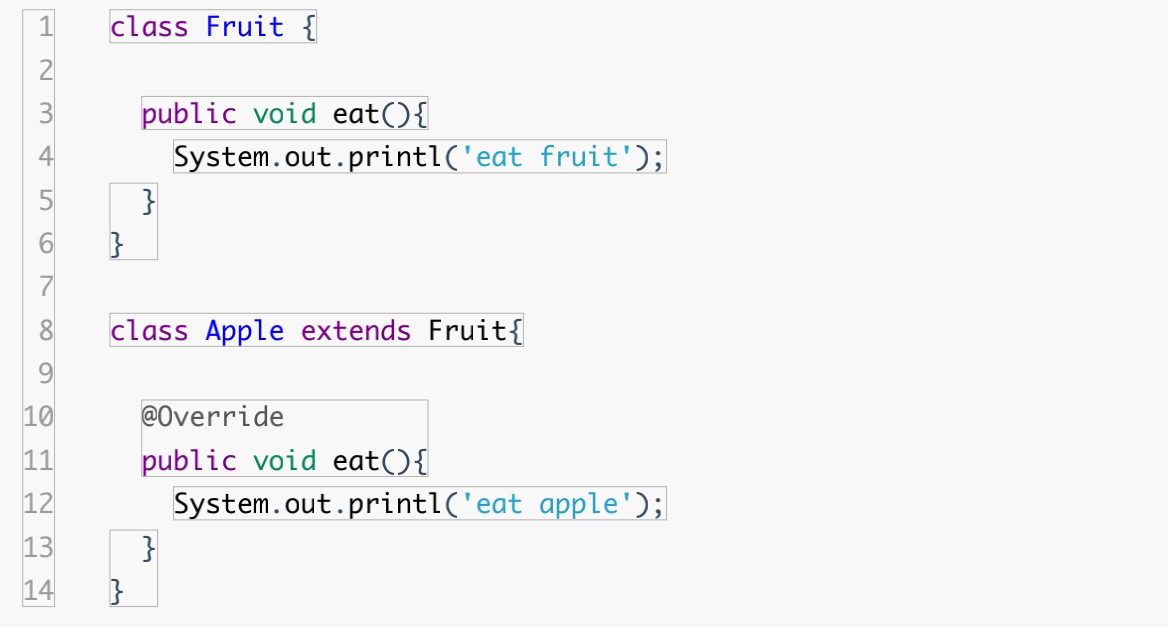 1 class Fruit {
2
3 public void eat(){
4 System.out.printl('eat fruit');
5 }
6 }
7
8 class Apple extends Fruit{
9
10 @Override
11 public void eat(){
12 System.out.printl('eat apple');
13 }
14 }